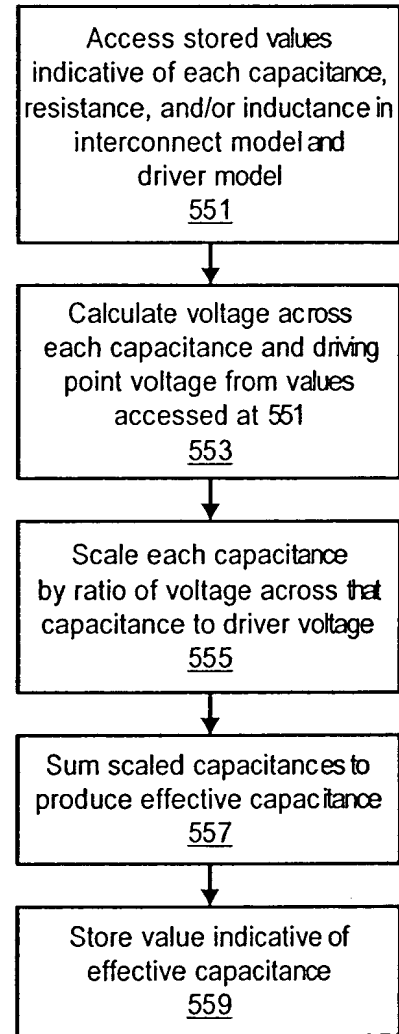 Access stored values
indicative of each capacitance,
resistance, and/or inductance in
interconnect model and
driver model
551
Calculate voltage across
each capacitance and driving
point voltage from values
accessed at 551
553
Scale each capacitance
by ratio of voltage across that
capacitance to driver voltage
555
Sum scaled capacitances to
produce effective capacitance
557
Store value indicative of
effective capacitance
559